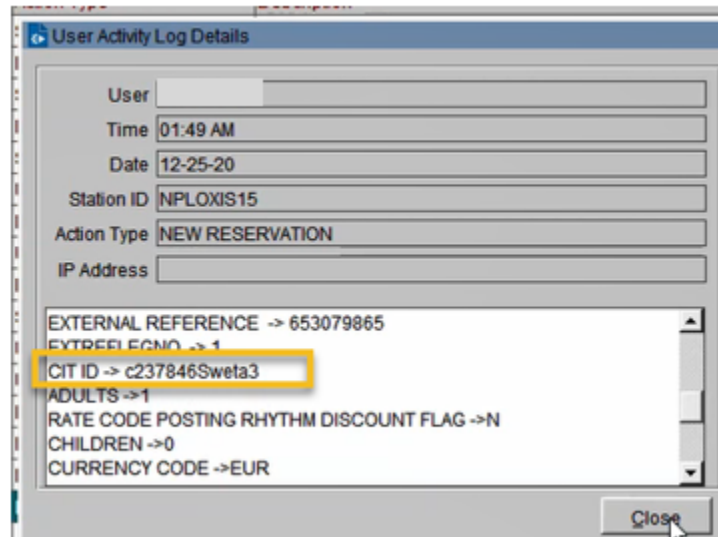 User Activity Log Details
User
Time 01:49 AM
Date 12-25-20
Station ID NPLOXIS15
Action Type NEW RESERVATION
IP Address
EXTERNAL REFERENCE -> 653079865
EXTREFLEGNO -> 1
CIT ID -> c237846Sweta3
ADULTS ->1
RATE CODE POSTING RHYTHM DISCOUNT FLAG ->N
CHILDREN ->0
CURRENCY CODE ->EUR
Close